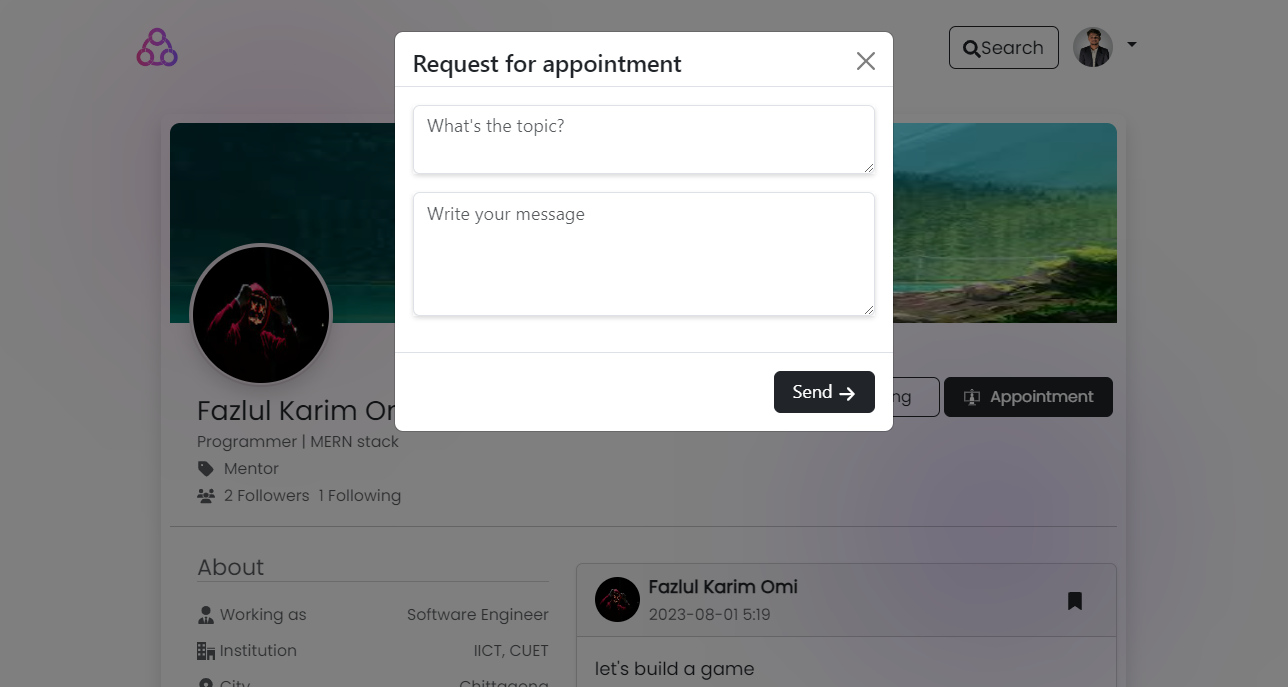 Request for appointment
Search
What's the topic?
Write your message
Send
ng
Appointment
Fazlul Karim Or
Programmer | MERN stack
Mentor
2 Followers 1 Following
About
Working as Software Engineer
Institution IICT, CUET
City Chittagong
Fazlul Karim Omi
2023-08-01 5:19
let's build a game